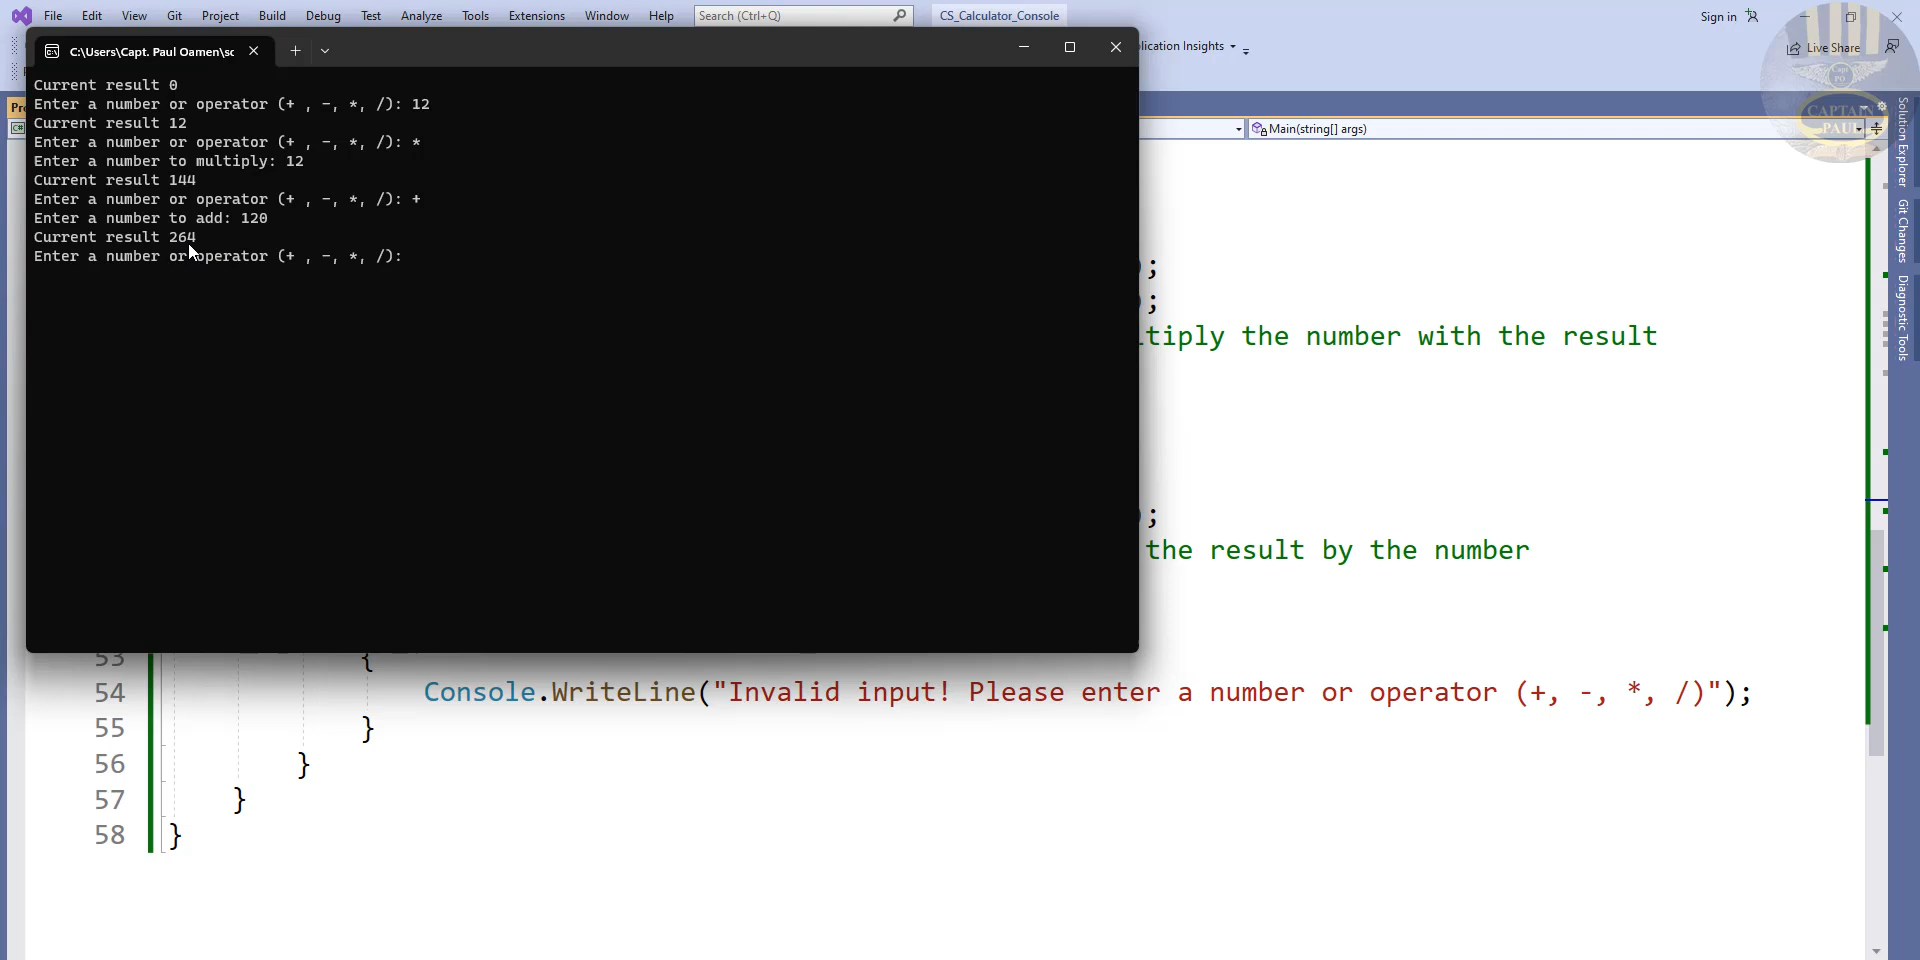 File Edit View Git Project Build Debug Test Analyze Tools Extensions Window Help Search (Ctrl+Q) CS_Calculator_Console Sign in
C:\Users\Capt. Paul Oamen\sc
lication Insights
Live Share
Current result 0
Enter a number or operator (+ , -, *, /): 12
Current result 12
Enter a number or operator (+ , -, *, /): *
Enter a number to multiply: 12
Current result 144
Enter a number or operator (+ , -, *, /): +
Enter a number to add: 120
Current result 264
Enter a number or operator (+ , -, *, /):
Main(string[] args)
CAPTAIN
PAUL
Solution Explorer
Git Changes
Diagnostic Tools
);
);
tiply the number with the result
);
the result by the number
53 {
54 Console.WriteLine("Invalid input! Please enter a number or operator (+, -, *, /)");
55 }
56 }
57 }
58 }